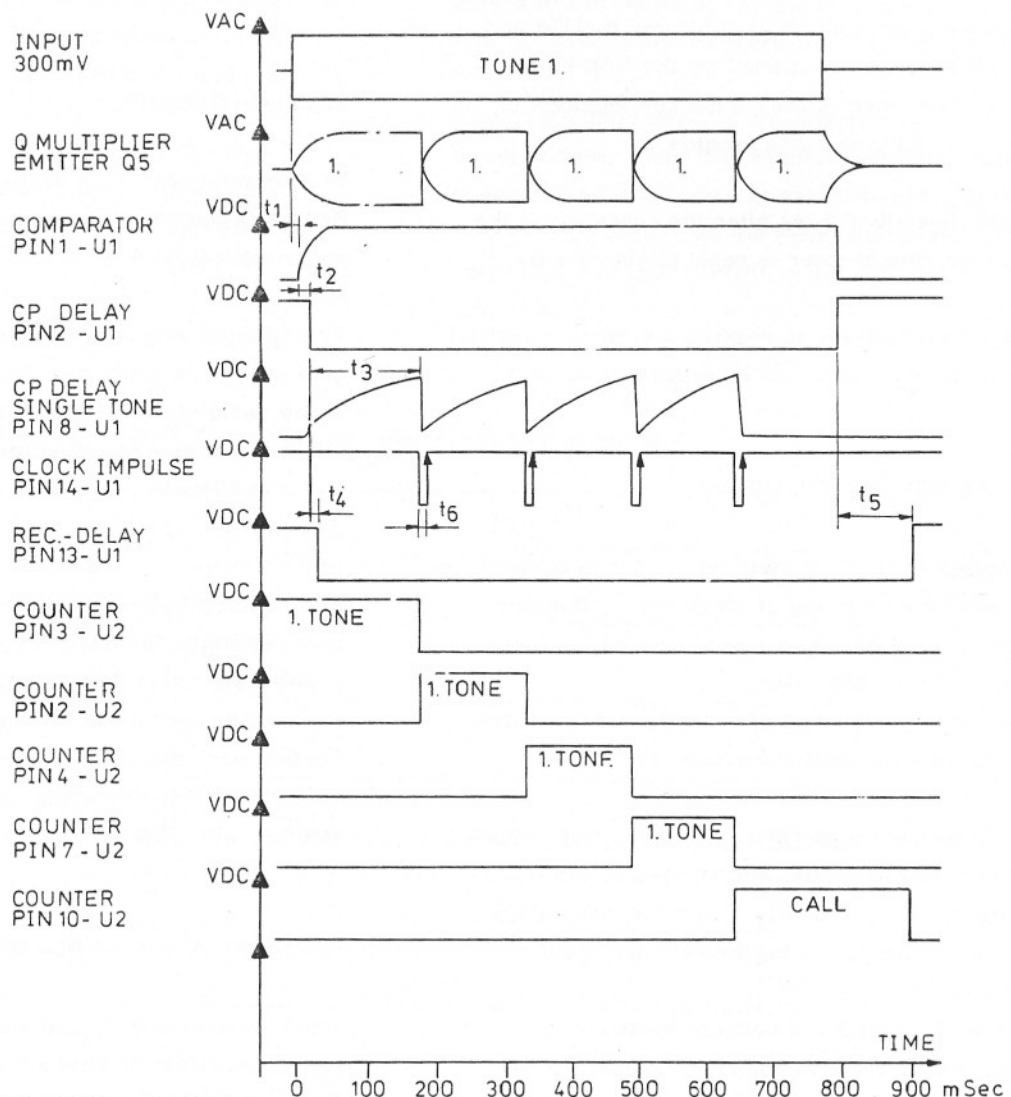 VAC
INPUT
300mV
TONE 1.
VAC
Q MULTIPLIER
EMITTER Q5
1. 1. 1. 1. 1.
VDC
t1
COMPARATOR
PIN1 - U1
VDC
t2
CP DELAY
PIN2 - U1
VDC
t3
CP DELAY
SINGLE TONE
PIN 8 - U1
VDC
CLOCK IMPULSE
PIN14 - U1
t4
t6
t5
VDC
REC.-DELAY
PIN13 - U1
VDC
COUNTER
PIN3 - U2
1. TONE
VDC
COUNTER
PIN2 - U2
1. TONE
VDC
COUNTER
PIN4 - U2
1. TONE
VDC
COUNTER
PIN 7 - U2
1. TONE
VDC
COUNTER
PIN 10 - U2
CALL
TIME
0 100 200 300 400 500 600 700 800 900 mSec